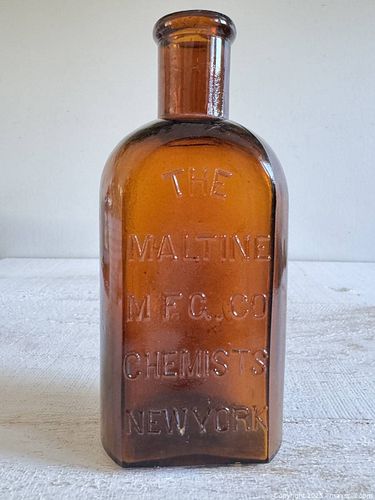 THE
MALTINE
M'F'G. CO
CHEMISTS
NEW YORK